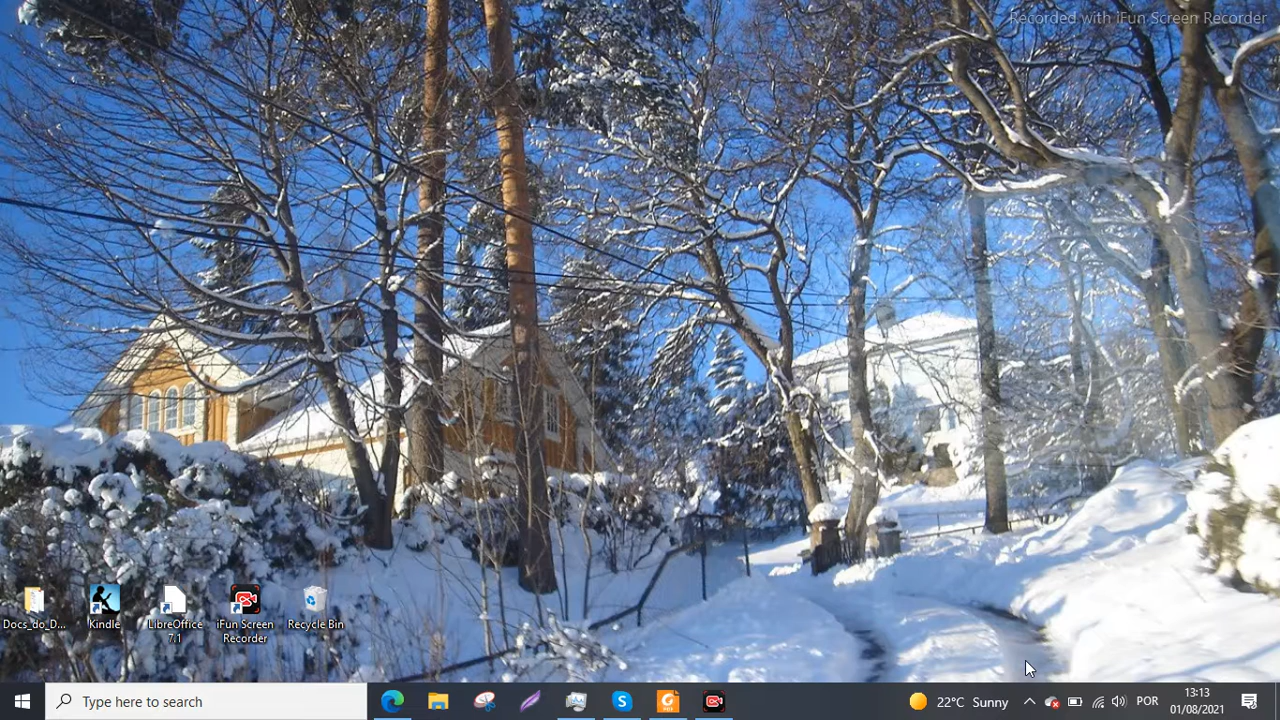 Recorded with iFun Screen Recorder
Docs_do_D...
Kindle
LibreOffice
7.1
iFun Screen
Recorder
Recycle Bin
Type here to search
22°C Sunny
POR
13:13
01/08/2021